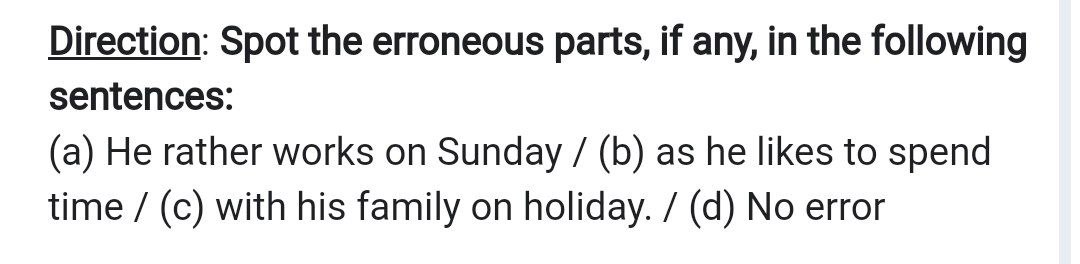 Direction: Spot the erroneous parts, if any, in the following
sentences:
(a) He rather works on Sunday / (b) as he likes to spend
time / (c) with his family on holiday. / (d) No error